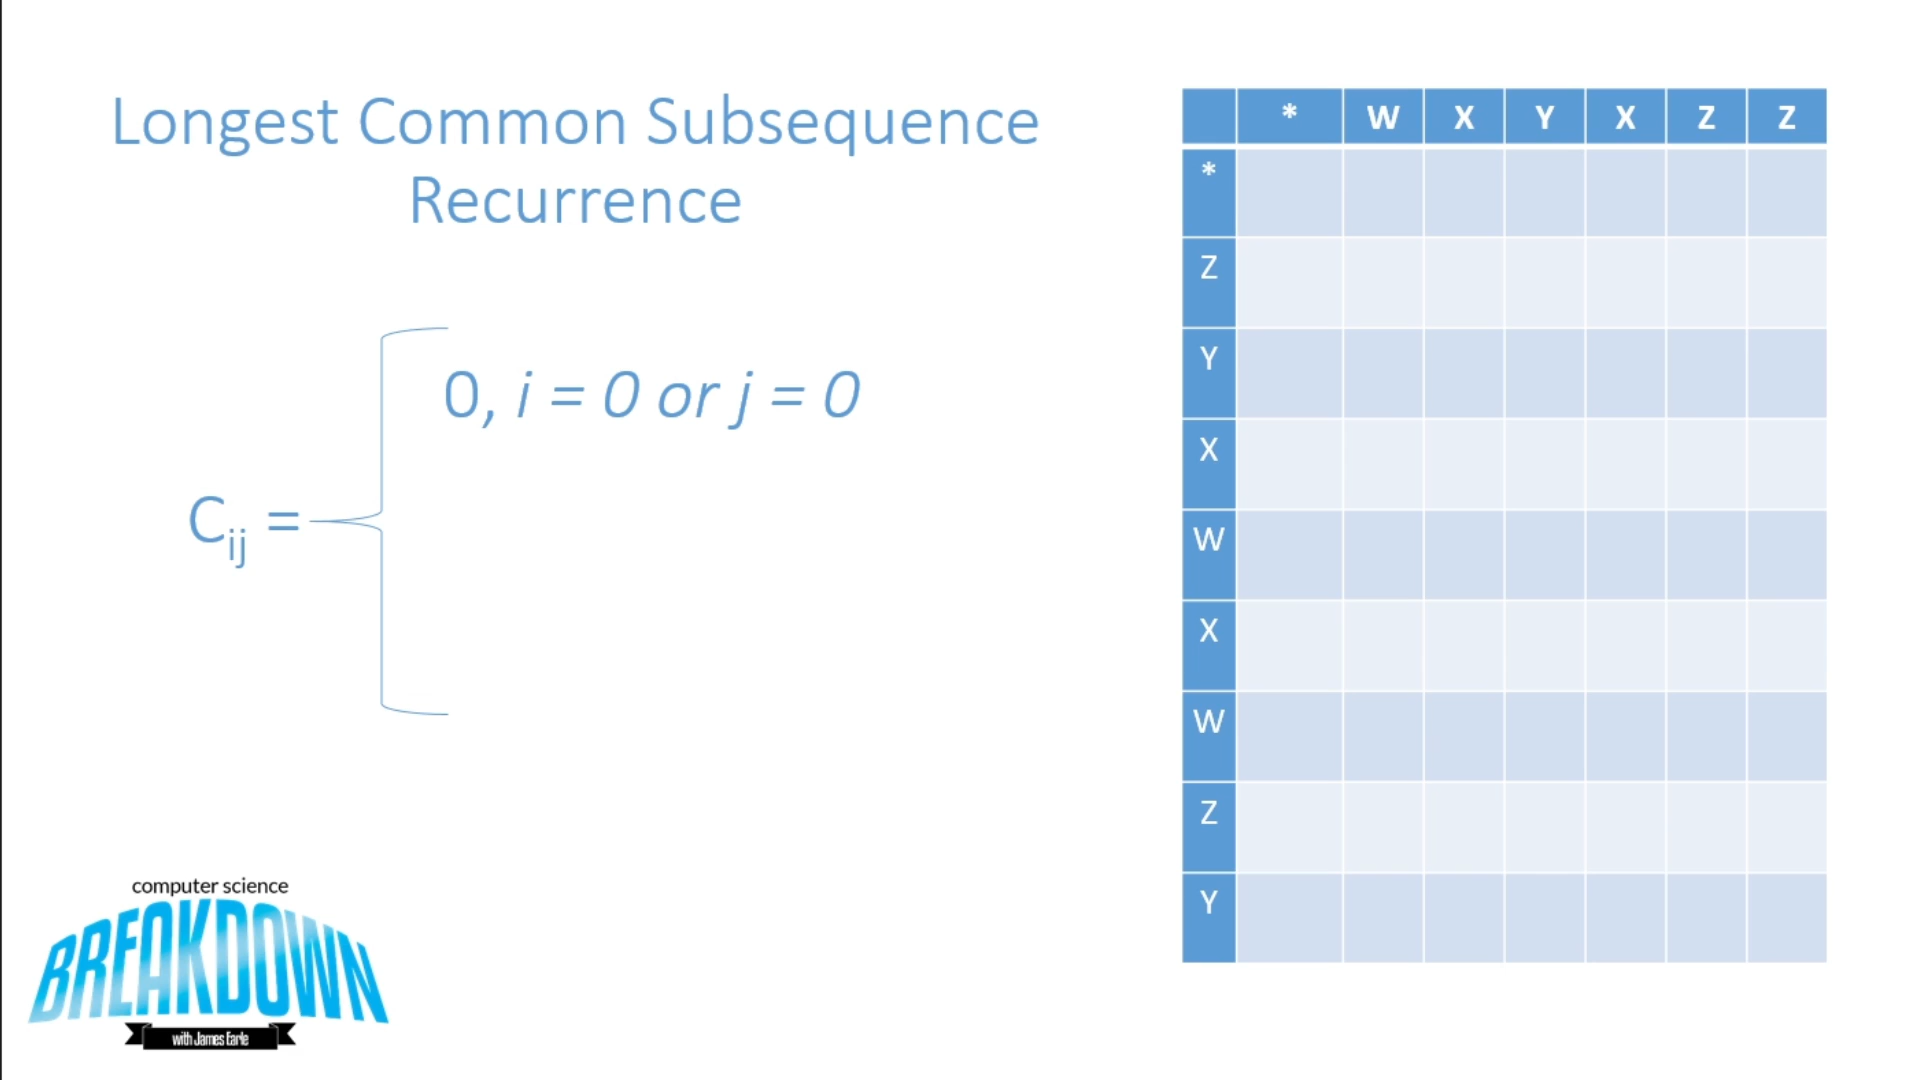 Longest Common Subsequence
Recurrence
0, i = 0 or j = 0
Cij =
* W X Y X Z Z
*
Z
Y
X
W
X
W
Z
Y
computer science
BREAKDOWN
with James Earle